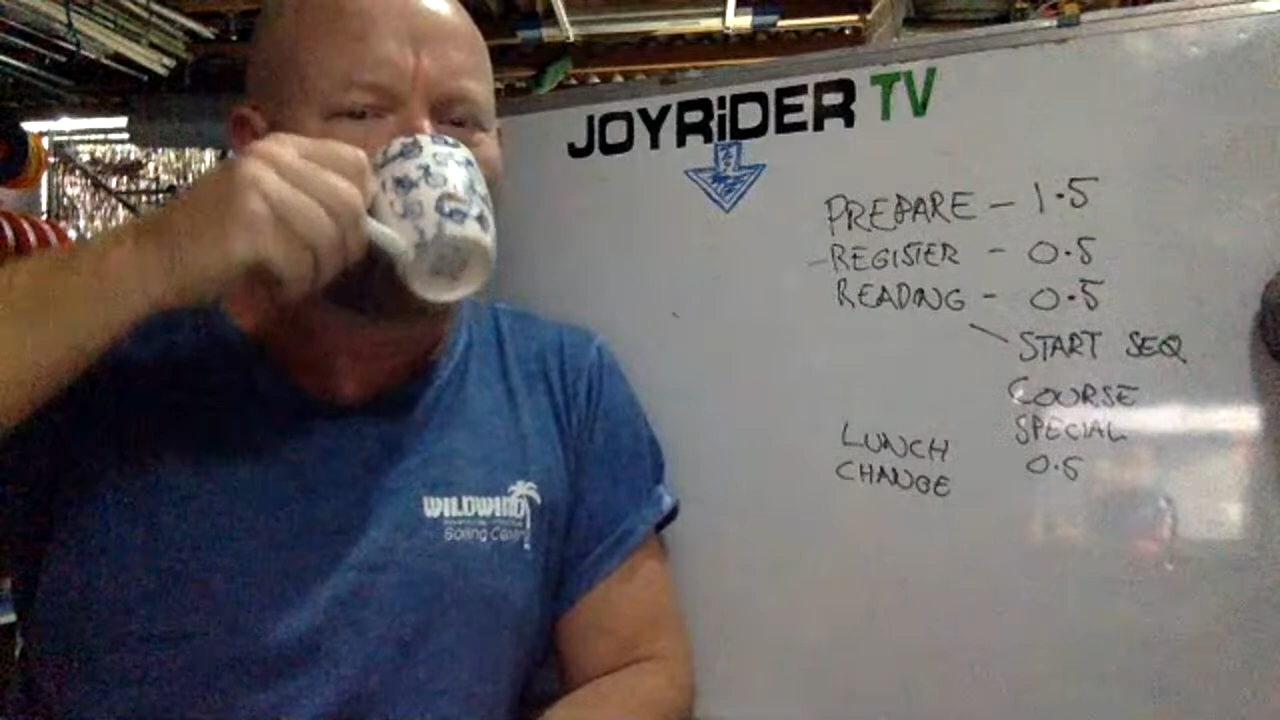 JOYRiDER TV
PREPARE - 1.5
REGISTER - 0.5
READING - 0.5
START SEQ
COURSE
SPECIAL
LUNCH
CHANGE 0.5
WILDWIND
Sailing